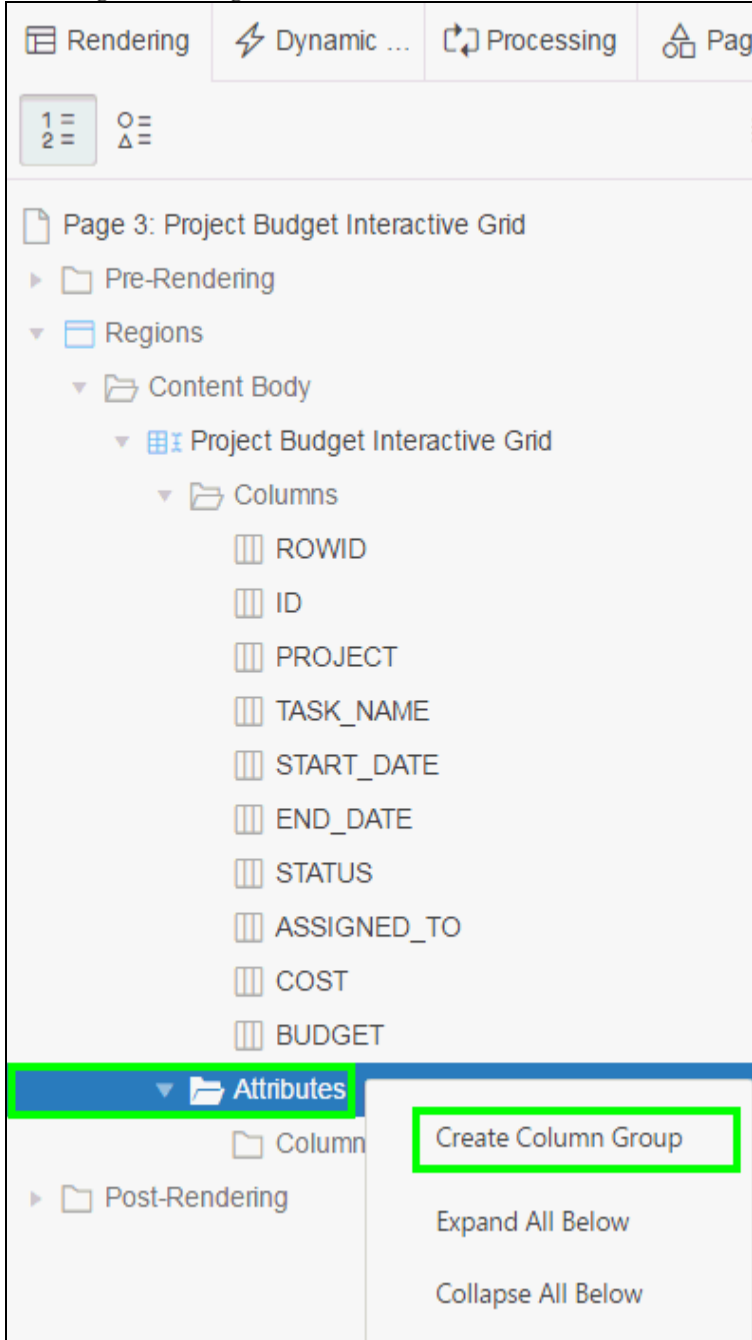 Rendering Dynamic ... Processing Pag
1 =
2 =
Page 3: Project Budget Interactive Grid
Pre-Rendering
Regions
Content Body
Project Budget Interactive Grid
Columns
ROWID
ID
PROJECT
TASK_NAME
START_DATE
END_DATE
STATUS
ASSIGNED_TO
COST
BUDGET
Attributes
Create Column Group
Column
Post-Rendering
Expand All Below
Collapse All Below